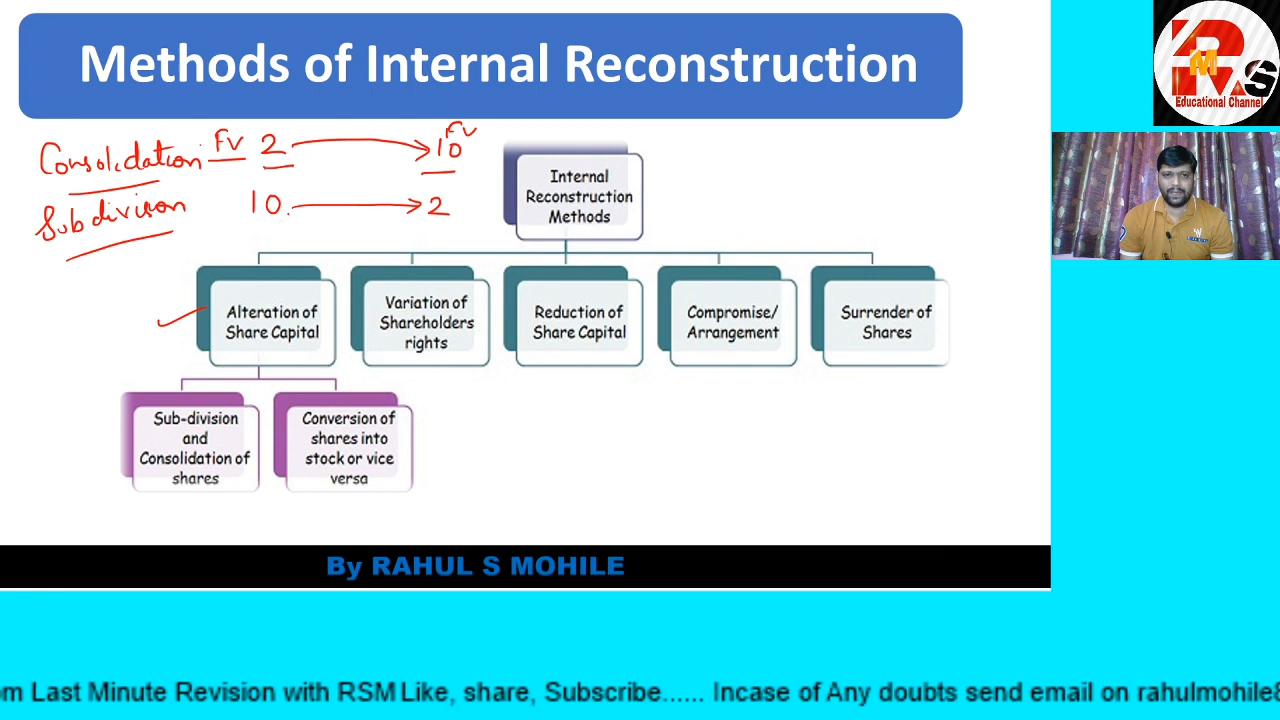 Methods of Internal Reconstruction
Educational Channel
Consolidation FV 2 10 FV
Subdivision 10. 2
Internal
Reconstruction
Methods
Alteration of
Share Capital
Variation of
Shareholders
rights
Reduction of
Share Capital
Compromise/
Arrangement
Surrender of
Shares
Sub-division
and
Consolidation of
shares
Conversion of
shares into
stock or vice
versa
By RAHUL S MOHILE
Last Minute Revision with RSM Like, share, Subscribe...... Incase of Any doubts send email on